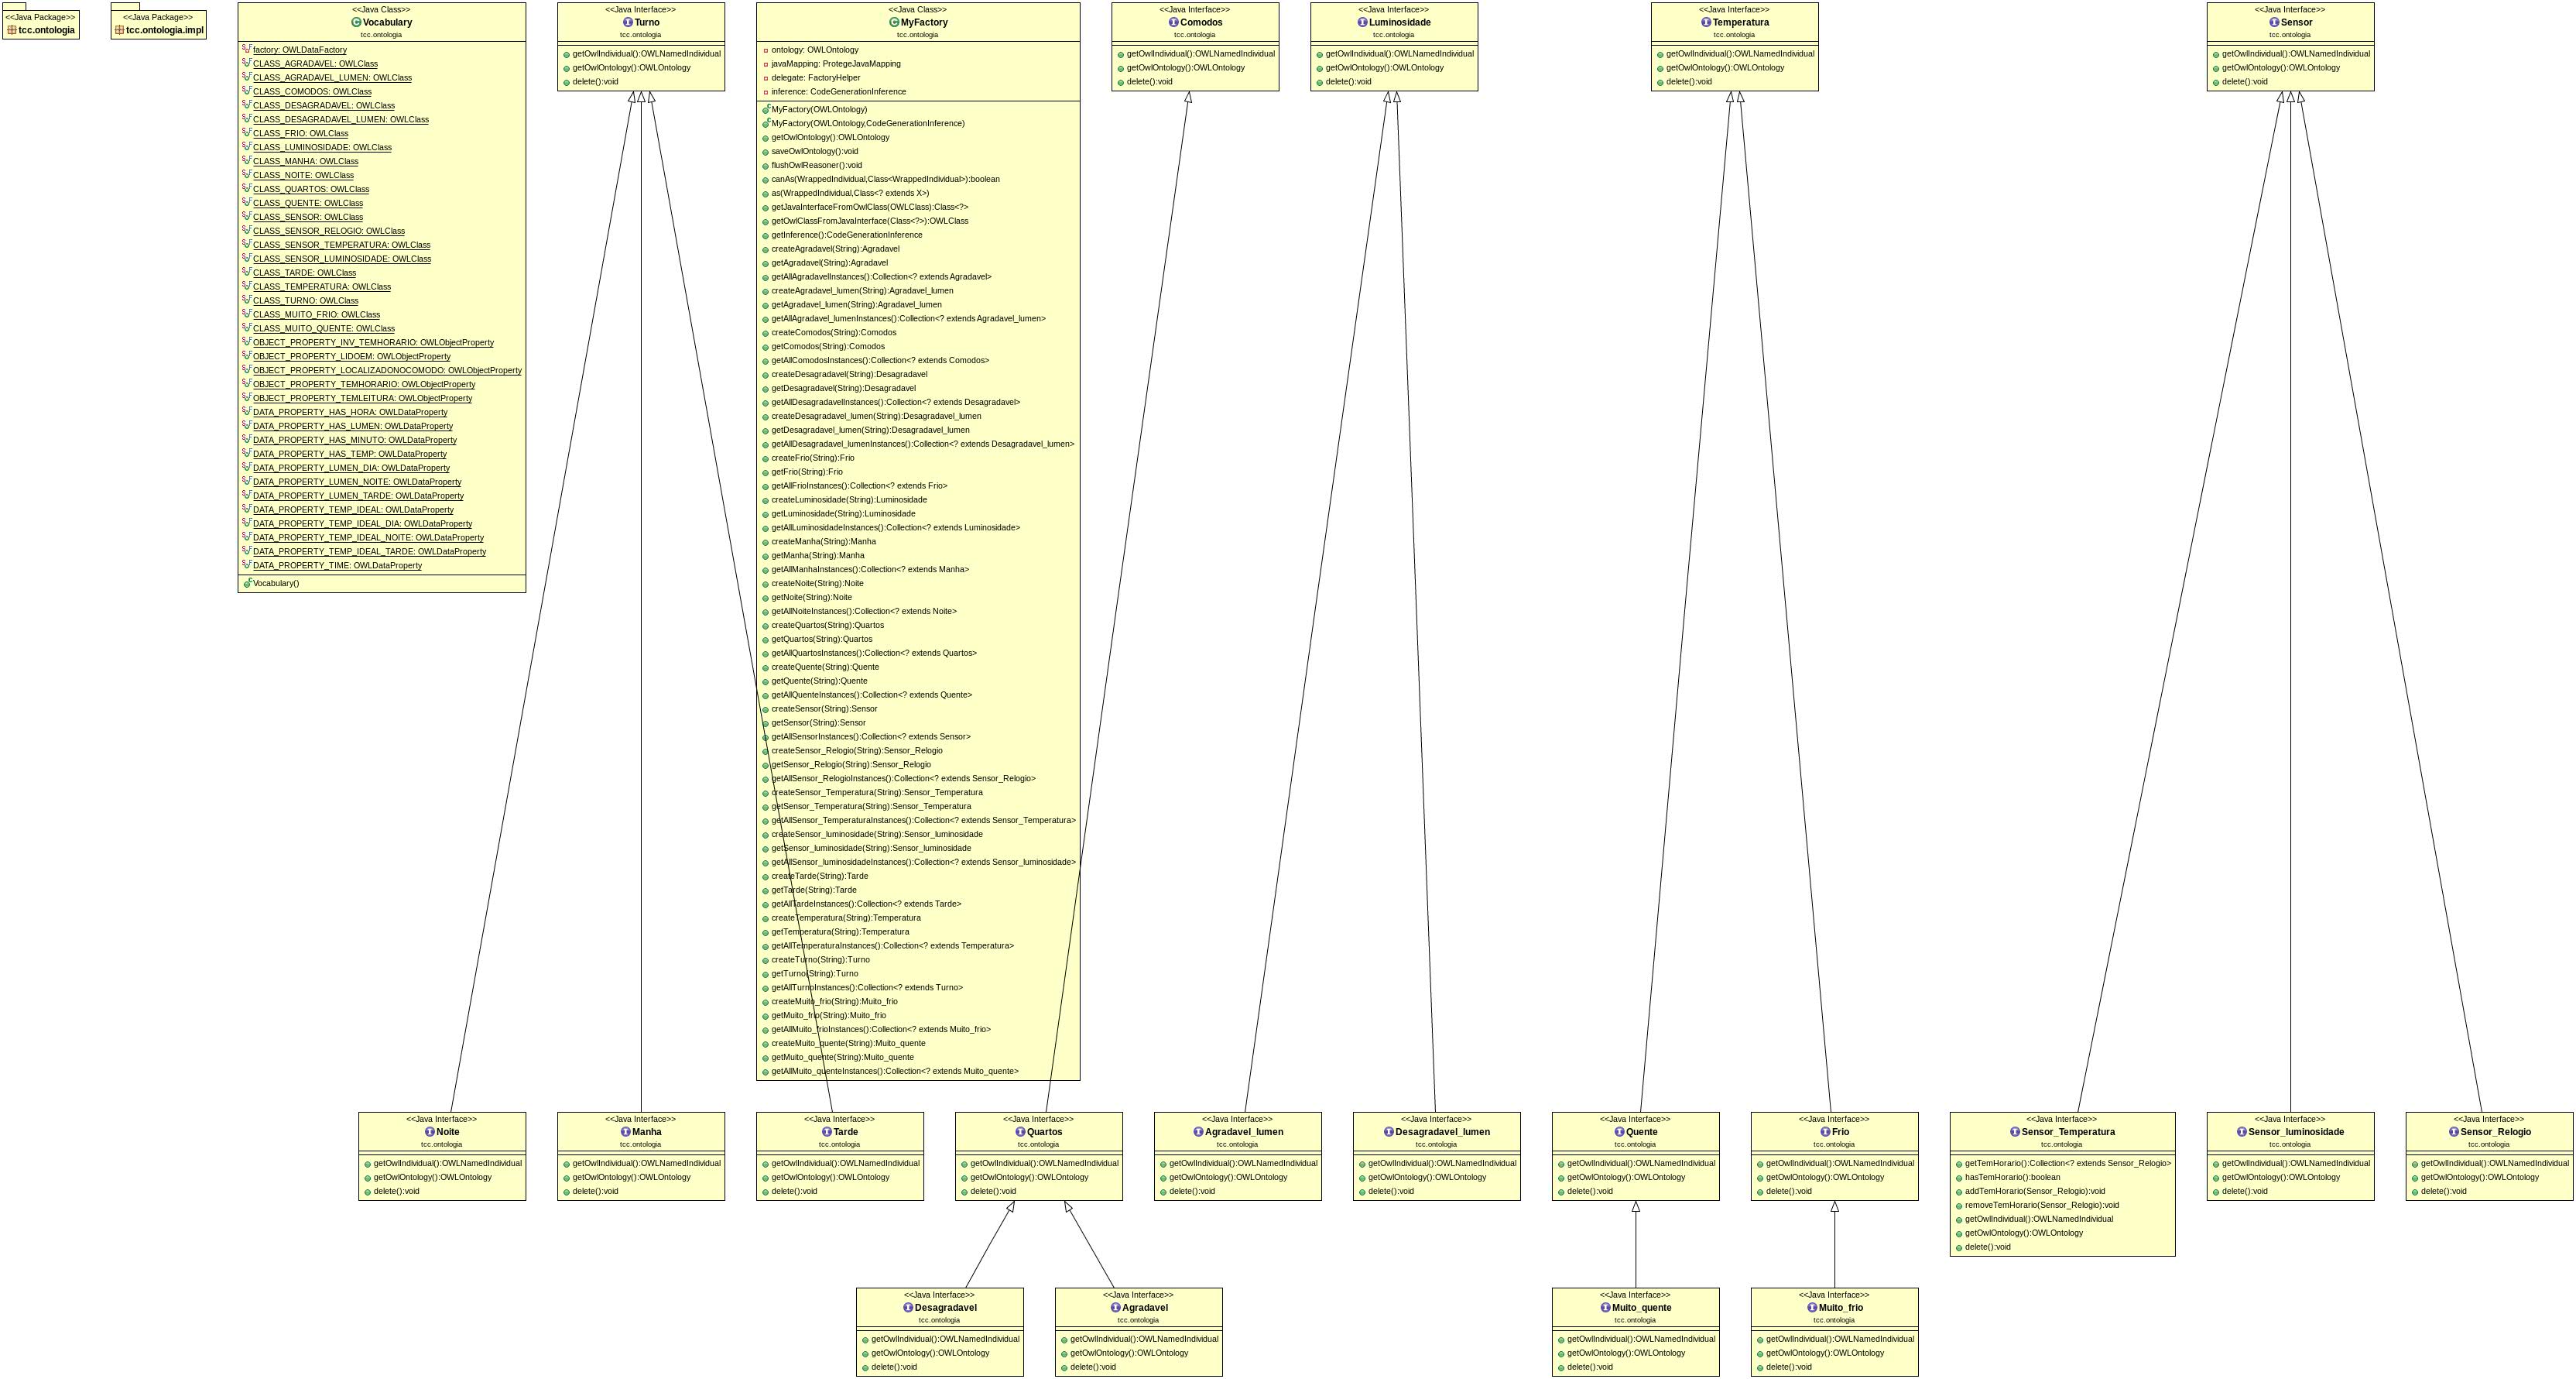 <<Java Package>>
tcc.ontologia
<<Java Package>>
tcc.ontologia.impl
<<Java Class>>
Vocabulary
tcc.ontologia
factory: OWLDataFactory
CLASS_AGRADAVEL: OWLClass
CLASS_AGRADAVEL_LUMEN: OWLClass
CLASS_COMODOS: OWLClass
CLASS_DESAGRADAVEL: OWLClass
CLASS_DESAGRADAVEL_LUMEN: OWLClass
CLASS_FRIO: OWLClass
CLASS_LUMINOSIDADE: OWLClass
CLASS_MANHA: OWLClass
CLASS_NOITE: OWLClass
CLASS_QUARTOS: OWLClass
CLASS_QUENTE: OWLClass
CLASS_SENSOR: OWLClass
CLASS_SENSOR_RELOGIO: OWLClass
CLASS_SENSOR_TEMPERATURA: OWLClass
CLASS_SENSOR_LUMINOSIDADE: OWLClass
CLASS_TARDE: OWLClass
CLASS_TEMPERATURA: OWLClass
CLASS_TURNO: OWLClass
CLASS_MUITO_FRIO: OWLClass
CLASS_MUITO_QUENTE: OWLClass
OBJECT_PROPERTY_INV_TEMHORARIO: OWLObjectProperty
OBJECT_PROPERTY_LIDOEM: OWLObjectProperty
OBJECT_PROPERTY_LOCALIZADONOCOMODO: OWLObjectProperty
OBJECT_PROPERTY_TEMHORARIO: OWLObjectProperty
OBJECT_PROPERTY_TEMLEITURA: OWLObjectProperty
DATA_PROPERTY_HAS_HORA: OWLDataProperty
DATA_PROPERTY_HAS_LUMEN: OWLDataProperty
DATA_PROPERTY_HAS_MINUTO: OWLDataProperty
DATA_PROPERTY_HAS_TEMP: OWLDataProperty
DATA_PROPERTY_LUMEN_DIA: OWLDataProperty
DATA_PROPERTY_LUMEN_NOITE: OWLDataProperty
DATA_PROPERTY_LUMEN_TARDE: OWLDataProperty
DATA_PROPERTY_TEMP_IDEAL: OWLDataProperty
DATA_PROPERTY_TEMP_IDEAL_DIA: OWLDataProperty
DATA_PROPERTY_TEMP_IDEAL_NOITE: OWLDataProperty
DATA_PROPERTY_TEMP_IDEAL_TARDE: OWLDataProperty
DATA_PROPERTY_TIME: OWLDataProperty
Vocabulary()
<<Java Interface>>
Turno
tcc.ontologia
getOwlIndividual():OWLNamedIndividual
getOwlOntology():OWLOntology
delete():void
<<Java Class>>
MyFactory
tcc.ontologia
ontology: OWLOntology
javaMapping: ProtegeJavaMapping
delegate: FactoryHelper
inference: CodeGenerationInference
MyFactory(OWLOntology)
MyFactory(OWLOntology,CodeGenerationInference)
getOwlOntology():OWLOntology
saveOwlOntology():void
flushOwlReasoner():void
canAs(WrappedIndividual,Class<WrappedIndividual>):boolean
as(WrappedIndividual,Class<? extends X>)
getJavaInterfaceFromOwlClass(OWLClass):Class<?>
getOwlClassFromJavaInterface(Class<?>):OWLClass
getInference():CodeGenerationInference
createAgradavel(String):Agradavel
getAgradavel(String):Agradavel
getAllAgradavelInstances():Collection<? extends Agradavel>
createAgradavel_lumen(String):Agradavel_lumen
getAgradavel_lumen(String):Agradavel_lumen
getAllAgradavel_lumenInstances():Collection<? extends Agradavel_lumen>
createComodos(String):Comodos
getComodos(String):Comodos
getAllComodosInstances():Collection<? extends Comodos>
createDesagradavel(String):Desagradavel
getDesagradavel(String):Desagradavel
getAllDesagradavelInstances():Collection<? extends Desagradavel>
createDesagradavel_lumen(String):Desagradavel_lumen
getDesagradavel_lumen(String):Desagradavel_lumen
getAllDesagradavel_lumenInstances():Collection<? extends Desagradavel_lumen>
createFrio(String):Frio
getFrio(String):Frio
getAllFrioInstances():Collection<? extends Frio>
createLuminosidade(String):Luminosidade
getLuminosidade(String):Luminosidade
getAllLuminosidadeInstances():Collection<? extends Luminosidade>
createManha(String):Manha
getManha(String):Manha
getAllManhaInstances():Collection<? extends Manha>
createNoite(String):Noite
getNoite(String):Noite
getAllNoiteInstances():Collection<? extends Noite>
createQuartos(String):Quartos
getQuartos(String):Quartos
getAllQuartosInstances():Collection<? extends Quartos>
createQuente(String):Quente
getQuente(String):Quente
getAllQuenteInstances():Collection<? extends Quente>
createSensor(String):Sensor
getSensor(String):Sensor
getAllSensorInstances():Collection<? extends Sensor>
createSensor_Relogio(String):Sensor_Relogio
getSensor_Relogio(String):Sensor_Relogio
getAllSensor_RelogioInstances():Collection<? extends Sensor_Relogio>
createSensor_Temperatura(String):Sensor_Temperatura
getSensor_Temperatura(String):Sensor_Temperatura
getAllSensor_TemperaturaInstances():Collection<? extends Sensor_Temperatura>
createSensor_luminosidade(String):Sensor_luminosidade
getSensor_luminosidade(String):Sensor_luminosidade
getAllSensor_luminosidadeInstances():Collection<? extends Sensor_luminosidade>
createTarde(String):Tarde
getTarde(String):Tarde
getAllTardeInstances():Collection<? extends Tarde>
createTemperatura(String):Temperatura
getTemperatura(String):Temperatura
getAllTemperaturaInstances():Collection<? extends Temperatura>
createTurno(String):Turno
getTurno(String):Turno
getAllTurnoInstances():Collection<? extends Turno>
createMuito_frio(String):Muito_frio
getMuito_frio(String):Muito_frio
getAllMuito_frioInstances():Collection<? extends Muito_frio>
createMuito_quente(String):Muito_quente
getMuito_quente(String):Muito_quente
getAllMuito_quenteInstances():Collection<? extends Muito_quente>
<<Java Interface>>
Comodos
tcc.ontologia
getOwlIndividual():OWLNamedIndividual
getOwlOntology():OWLOntology
delete():void
<<Java Interface>>
Luminosidade
tcc.ontologia
getOwlIndividual():OWLNamedIndividual
getOwlOntology():OWLOntology
delete():void
<<Java Interface>>
Temperatura
tcc.ontologia
getOwlIndividual():OWLNamedIndividual
getOwlOntology():OWLOntology
delete():void
<<Java Interface>>
Sensor
tcc.ontologia
getOwlIndividual():OWLNamedIndividual
getOwlOntology():OWLOntology
delete():void
<<Java Interface>>
Noite
tcc.ontologia
getOwlIndividual():OWLNamedIndividual
getOwlOntology():OWLOntology
delete():void
<<Java Interface>>
Manha
tcc.ontologia
getOwlIndividual():OWLNamedIndividual
getOwlOntology():OWLOntology
delete():void
<<Java Interface>>
Tarde
tcc.ontologia
getOwlIndividual():OWLNamedIndividual
getOwlOntology():OWLOntology
delete():void
<<Java Interface>>
Quartos
tcc.ontologia
getOwlIndividual():OWLNamedIndividual
getOwlOntology():OWLOntology
delete():void
<<Java Interface>>
Agradavel_lumen
tcc.ontologia
getOwlIndividual():OWLNamedIndividual
getOwlOntology():OWLOntology
delete():void
<<Java Interface>>
Desagradavel_lumen
tcc.ontologia
getOwlIndividual():OWLNamedIndividual
getOwlOntology():OWLOntology
delete():void
<<Java Interface>>
Quente
tcc.ontologia
getOwlIndividual():OWLNamedIndividual
getOwlOntology():OWLOntology
delete():void
<<Java Interface>>
Frio
tcc.ontologia
getOwlIndividual():OWLNamedIndividual
getOwlOntology():OWLOntology
delete():void
<<Java Interface>>
Sensor_Temperatura
tcc.ontologia
getTemHorario():Collection<? extends Sensor_Relogio>
hasTemHorario():boolean
addTemHorario(Sensor_Relogio):void
removeTemHorario(Sensor_Relogio):void
getOwlIndividual():OWLNamedIndividual
getOwlOntology():OWLOntology
delete():void
<<Java Interface>>
Sensor_luminosidade
tcc.ontologia
getOwlIndividual():OWLNamedIndividual
getOwlOntology():OWLOntology
delete():void
<<Java Interface>>
Sensor_Relogio
tcc.ontologia
getOwlIndividual():OWLNamedIndividual
getOwlOntology():OWLOntology
delete():void
<<Java Interface>>
Desagradavel
tcc.ontologia
getOwlIndividual():OWLNamedIndividual
getOwlOntology():OWLOntology
delete():void
<<Java Interface>>
Agradavel
tcc.ontologia
getOwlIndividual():OWLNamedIndividual
getOwlOntology():OWLOntology
delete():void
<<Java Interface>>
Muito_quente
tcc.ontologia
getOwlIndividual():OWLNamedIndividual
getOwlOntology():OWLOntology
delete():void
<<Java Interface>>
Muito_frio
tcc.ontologia
getOwlIndividual():OWLNamedIndividual
getOwlOntology():OWLOntology
delete():void